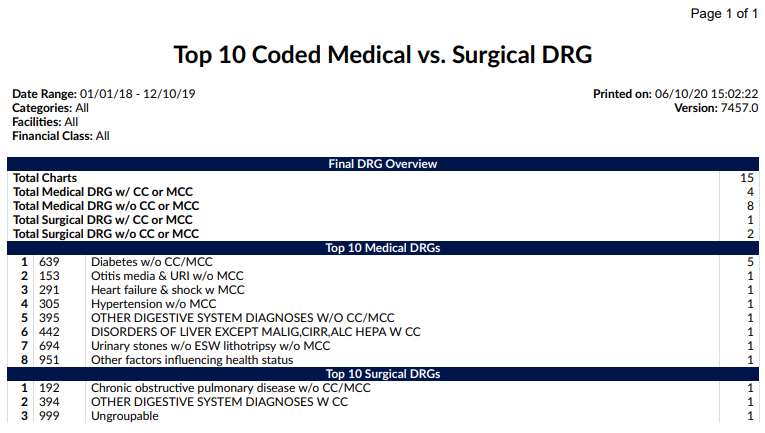 Page 1 of 1
Top 10 Coded Medical vs. Surgical DRG
Date Range: 01/01/18 - 12/10/19 Printed on: 06/10/20 15:02:22
Categories: All Version: 7457.0
Facilities: All
Financial Class: All
Final DRG Overview
Total Charts 15
Total Medical DRG w/ CC or MCC 4
Total Medical DRG w/o CC or MCC 8
Total Surgical DRG w/ CC or MCC 1
Total Surgical DRG w/o CC or MCC 2
Top 10 Medical DRGs
1 639 Diabetes w/o CC/MCC 5
2 153 Otitis media & URI w/o MCC 1
3 291 Heart failure & shock w MCC 1
4 305 Hypertension w/o MCC 1
5 395 OTHER DIGESTIVE SYSTEM DIAGNOSES W/O CC/MCC 1
6 442 DISORDERS OF LIVER EXCEPT MALIG,CIRR,ALC HEPA W CC 1
7 694 Urinary stones w/o ESW lithotripsy w/o MCC 1
8 951 Other factors influencing health status 1
Top 10 Surgical DRGs
1 192 Chronic obstructive pulmonary disease w/o CC/MCC 1
2 394 OTHER DIGESTIVE SYSTEM DIAGNOSES W CC 1
3 999 Ungroupable 1